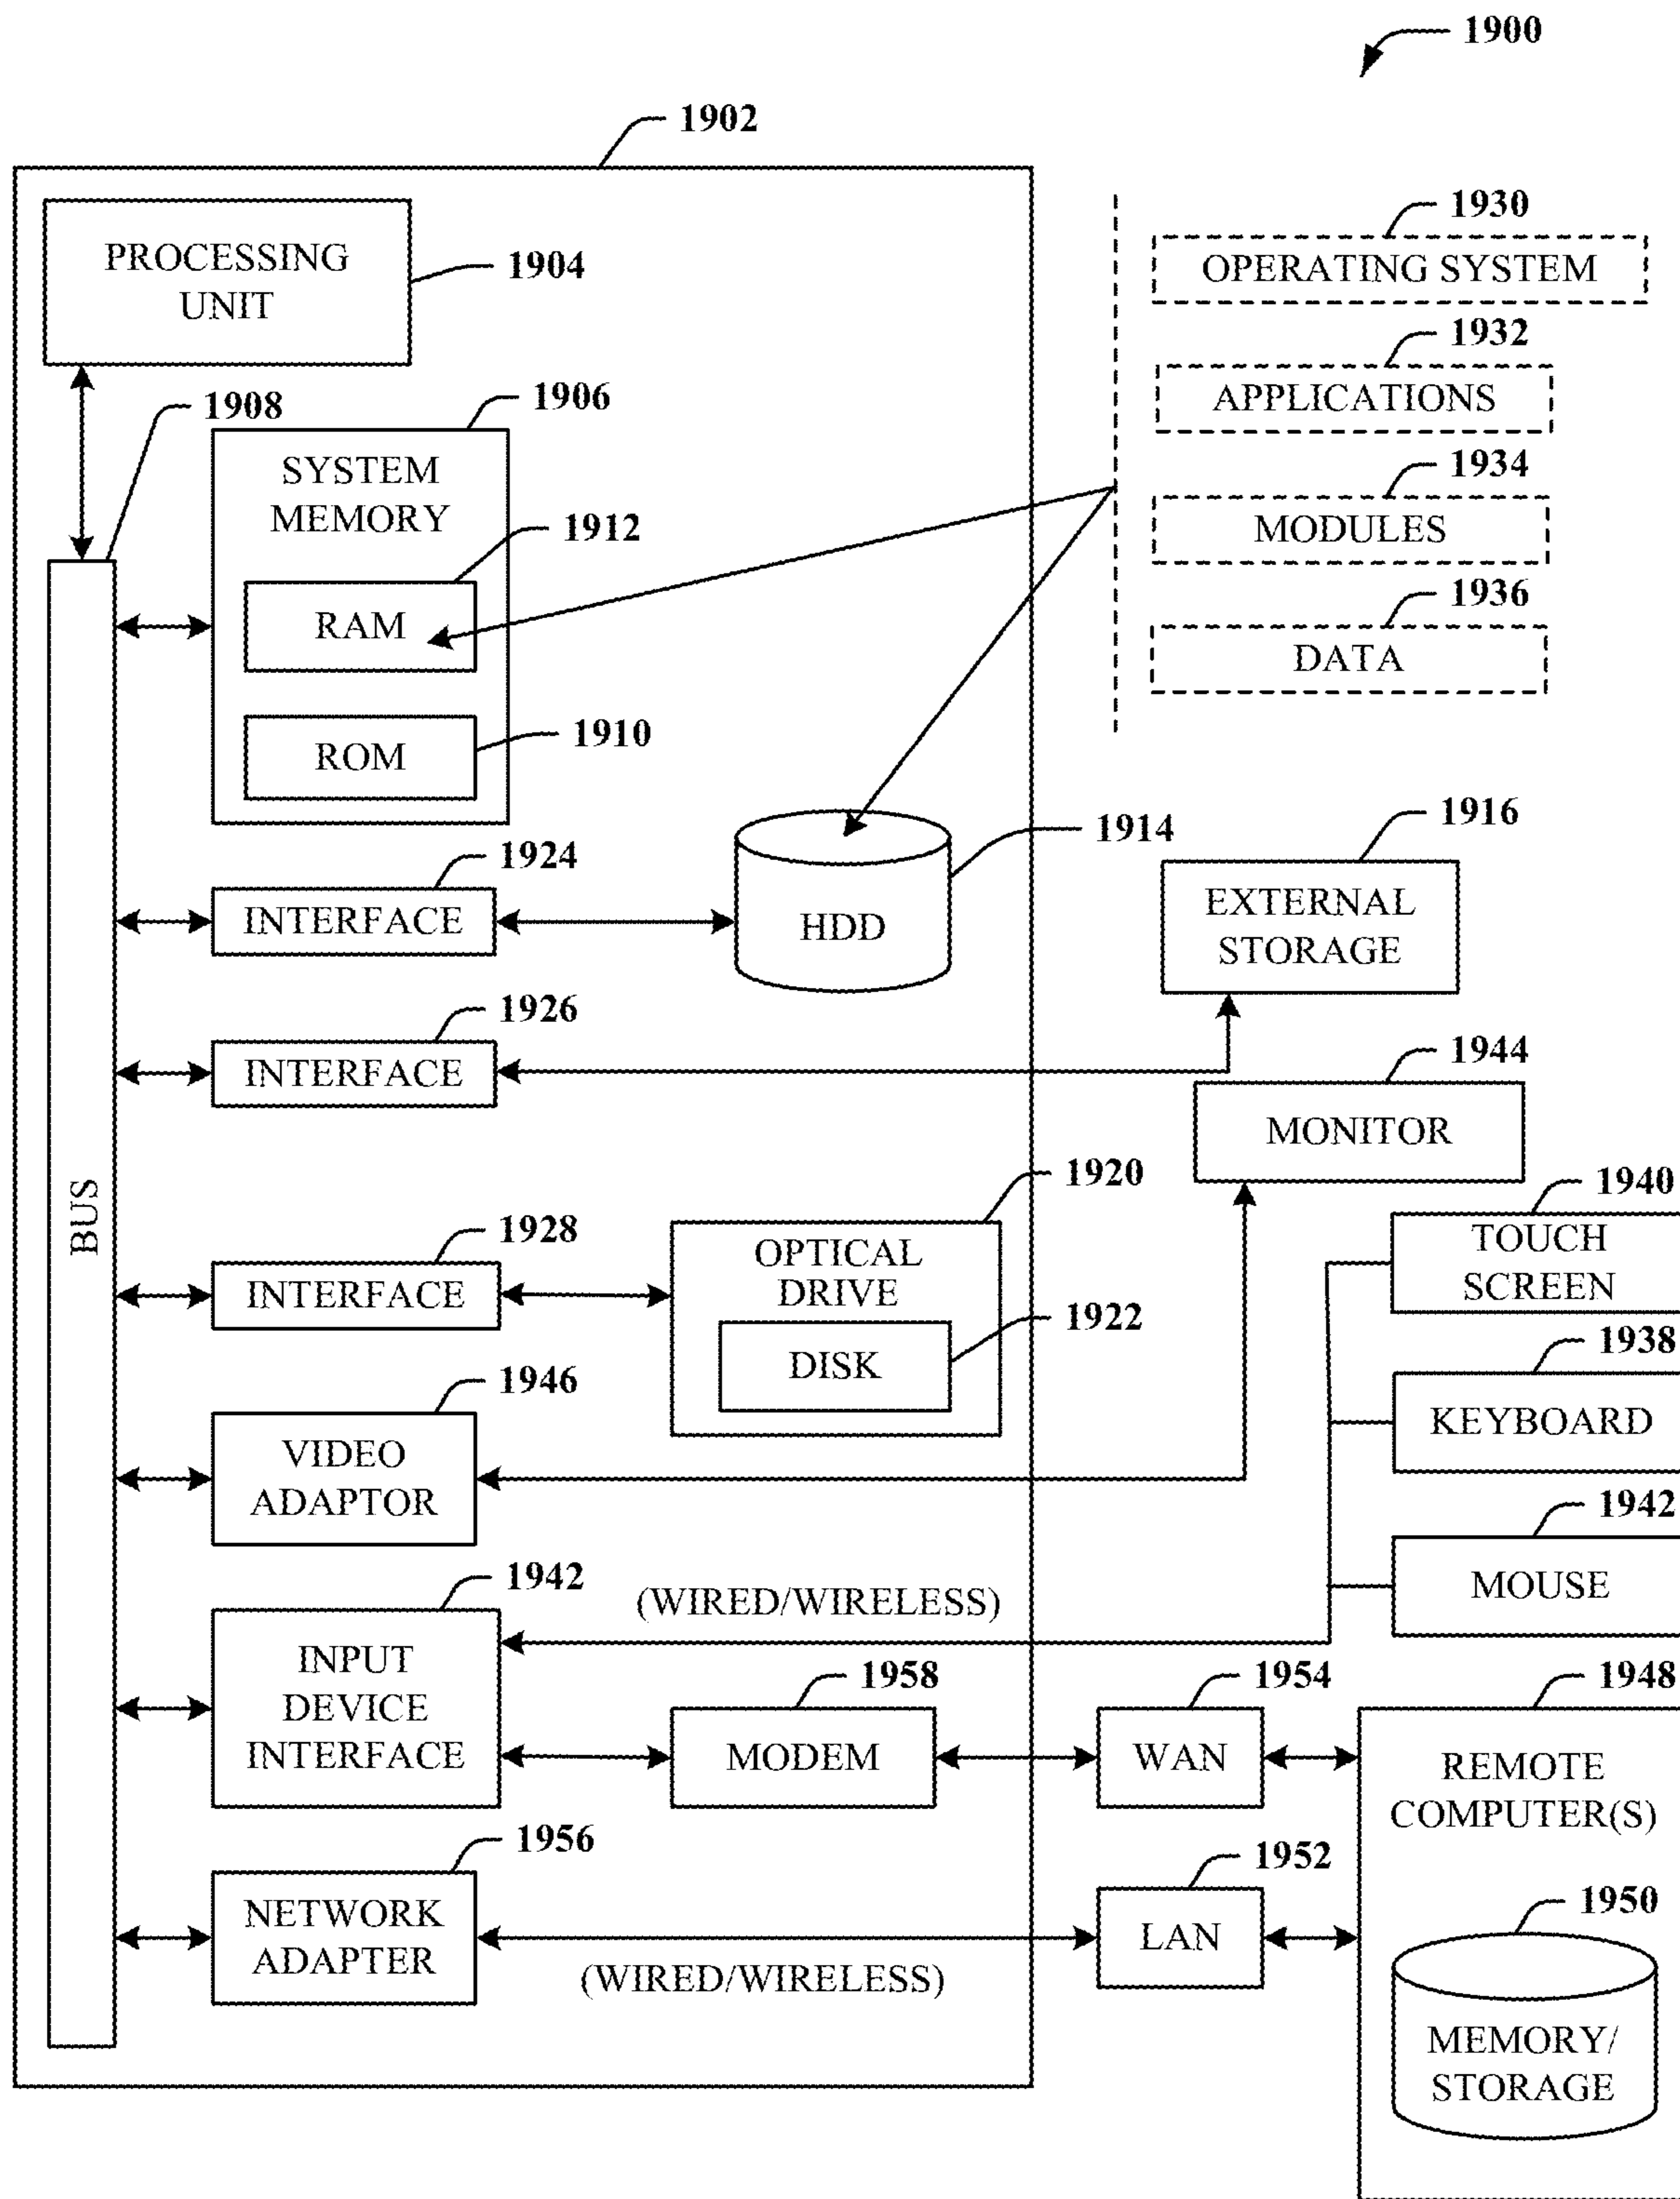 1900
1902
PROCESSING
UNIT
1904
1930
OPERATING SYSTEM
1932
APPLICATIONS
1934
MODULES
1936
DATA
1908
1906
SYSTEM
MEMORY
1912
RAM
1910
ROM
1914
HDD
1916
EXTERNAL
STORAGE
1924
INTERFACE
1926
INTERFACE
1944
MONITOR
BUS
1920
OPTICAL
DRIVE
1922
DISK
1928
INTERFACE
1940
TOUCH
SCREEN
1938
KEYBOARD
1942
MOUSE
1946
VIDEO
ADAPTOR
1942
INPUT
DEVICE
INTERFACE
(WIRED/WIRELESS)
1958
MODEM
1954
WAN
1948
REMOTE
COMPUTER(S)
1956
NETWORK
ADAPTER
(WIRED/WIRELESS)
1952
LAN
1950
MEMORY/
STORAGE